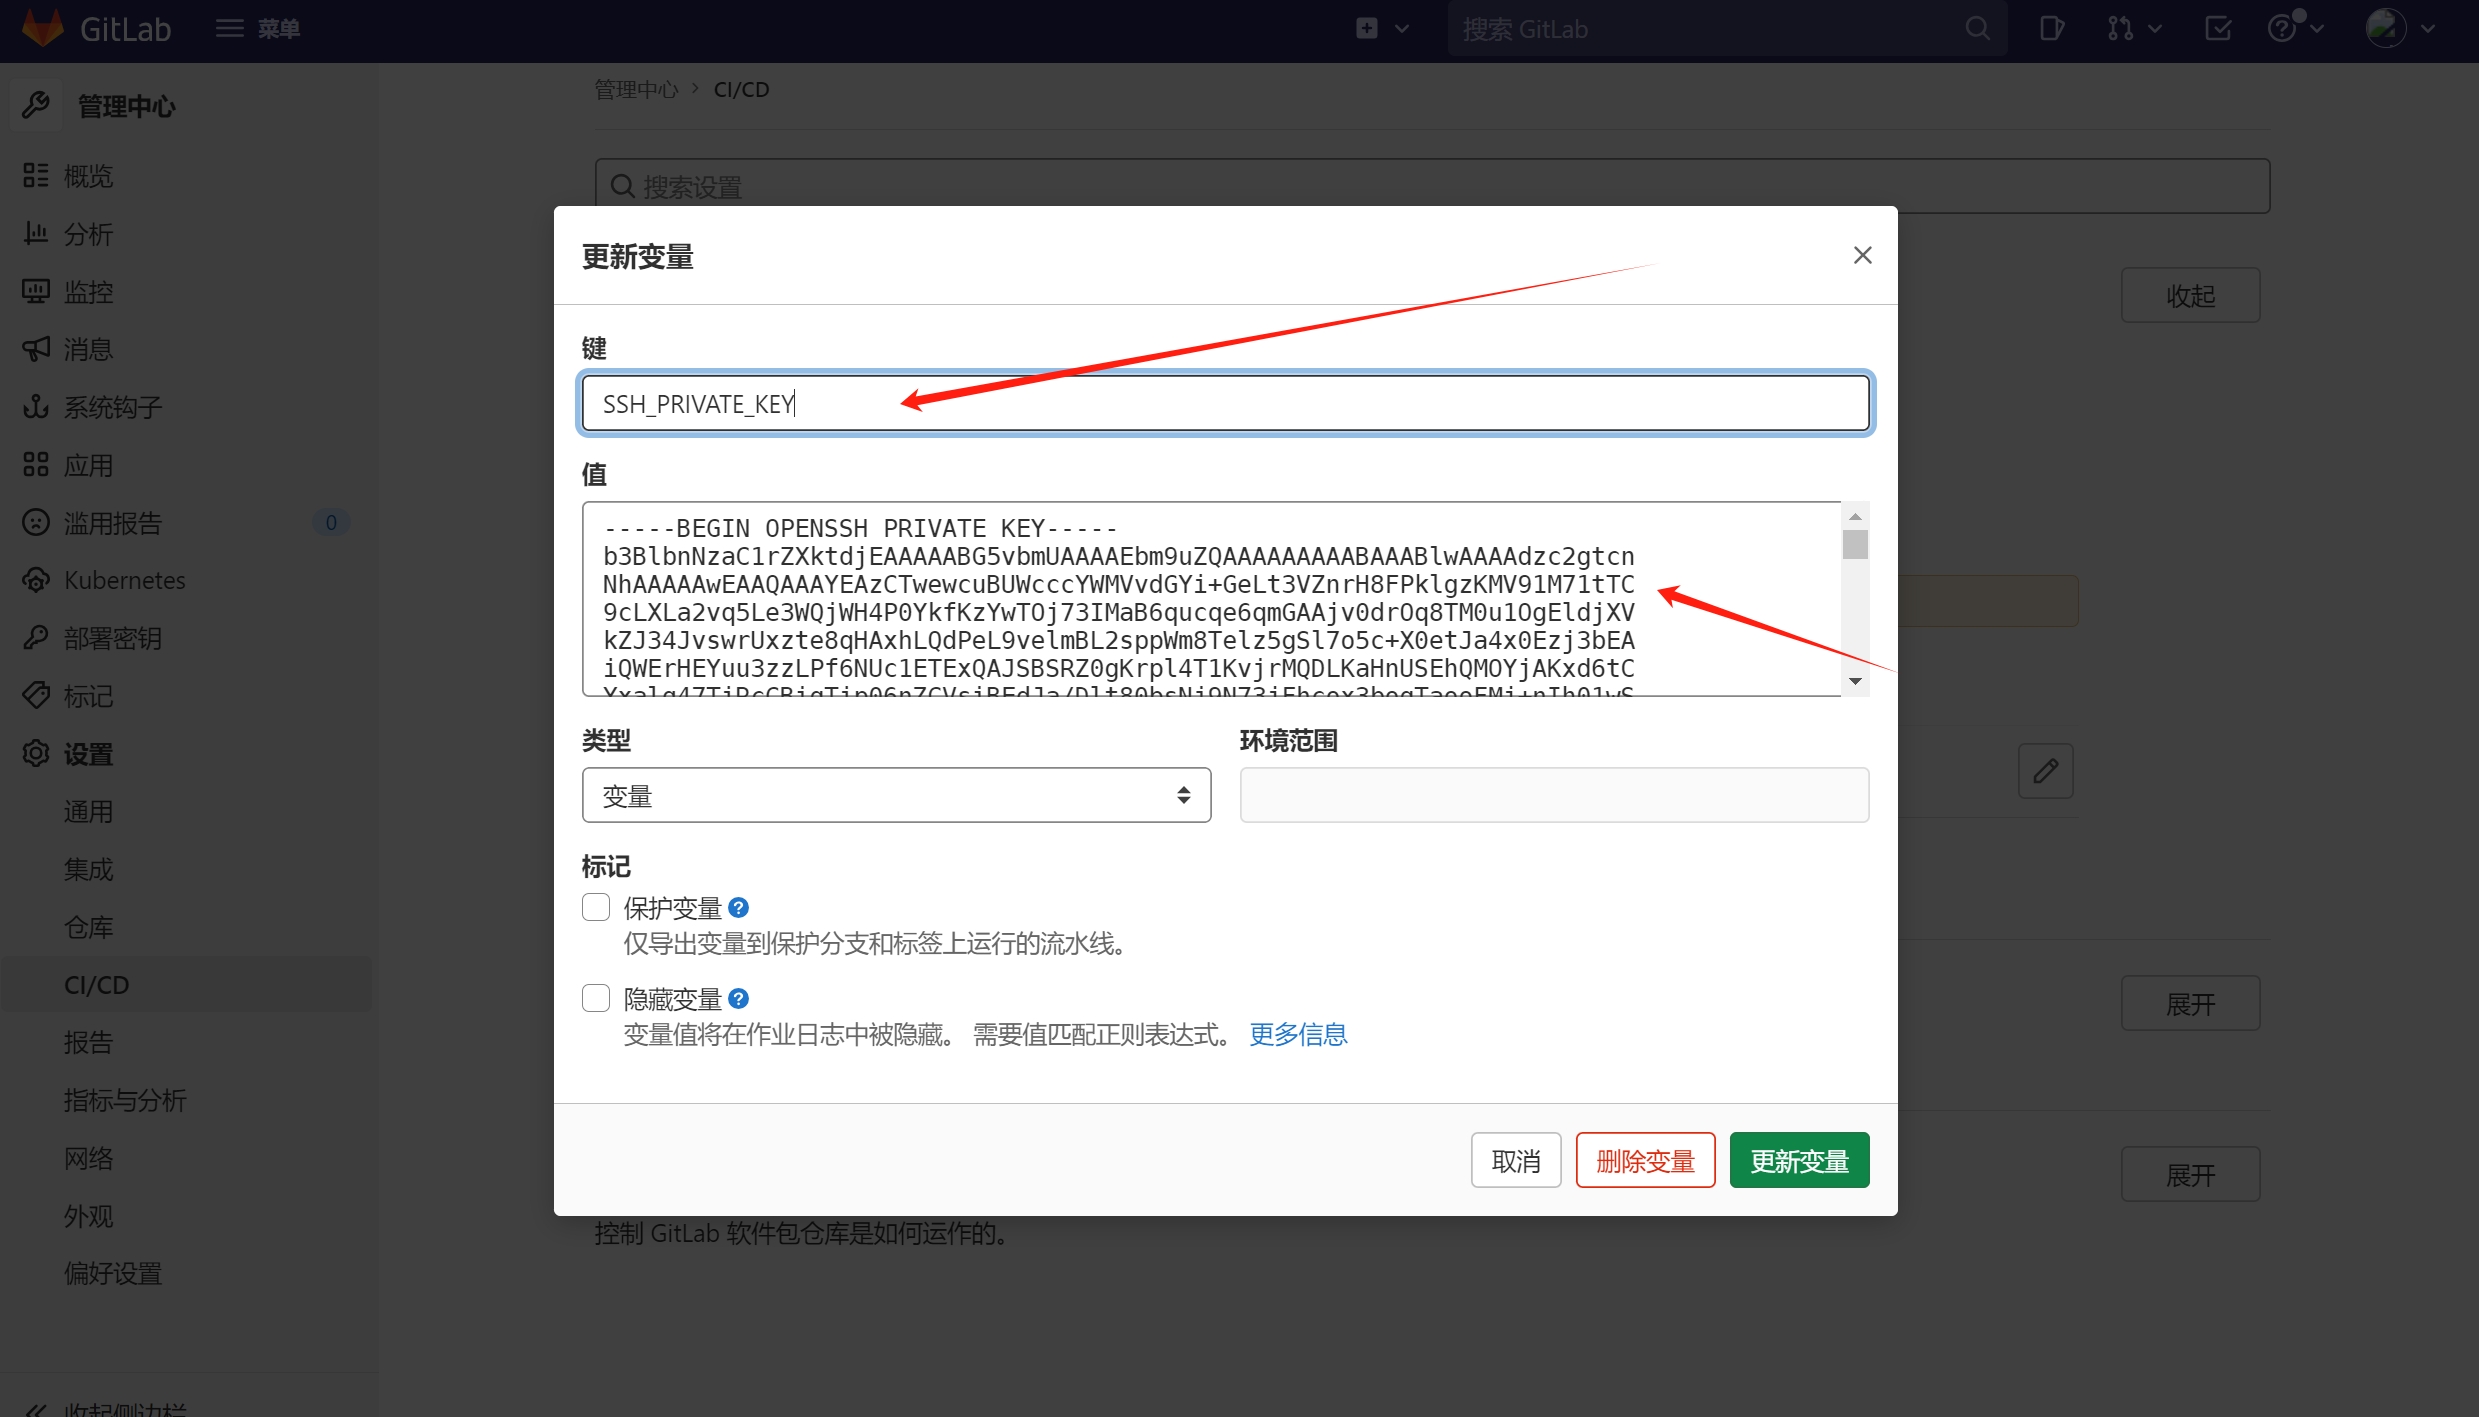 GitLab
菜单
搜索 GitLab
管理中心
管理中心 > CI/CD
概览
搜索设置
分析
更新变量
监控
收起
消息
键
系统钩子
SSH_PRIVATE_KEY
应用
值
滥用报告 0
-----BEGIN OPENSSH PRIVATE KEY-----
b3BlbnNzaC1rZXktdjEAAAAABG5vbmUAAAAEbm9uZQAAAAAAAAABAAABlwAAAAdzc2gtcn
NhAAAAAwEAAQAAAYEAzCTwewcuBUWcccYWMVvdGYi+GeLt3VZnrH8FPklgzKMV91M71tTC
9cLXLa2vq5Le3WQjWH4P0YkfKzYwTOj73IMaB6qucqe6qmGAAjv0drOq8TM0u1OgEldjXV
kZJ34JvswrUxzte8qHAxhLQdPeL9velmBL2sppWm8Telz5gSl7o5c+X0etJa4x0Ezj3bEA
iQWErHEYuu3zzLPf6NUc1ETExQAJSBSRZ0gKrpl4T1KvjrMQDLKaHnUSEhQMOYjAKxd6tC
Kubernetes
部署密钥
标记
设置
类型
环境范围
变量
通用
集成
标记
保护变量
仅导出变量到保护分支和标签上运行的流水线。
仓库
CI/CD
隐藏变量
变量值将在作业日志中被隐藏。 需要值匹配正则表达式。 更多信息
展开
报告
指标与分析
网络
取消
删除变量
更新变量
展开
外观
控制 GitLab 软件包仓库是如何运作的。
偏好设置
收起侧边栏